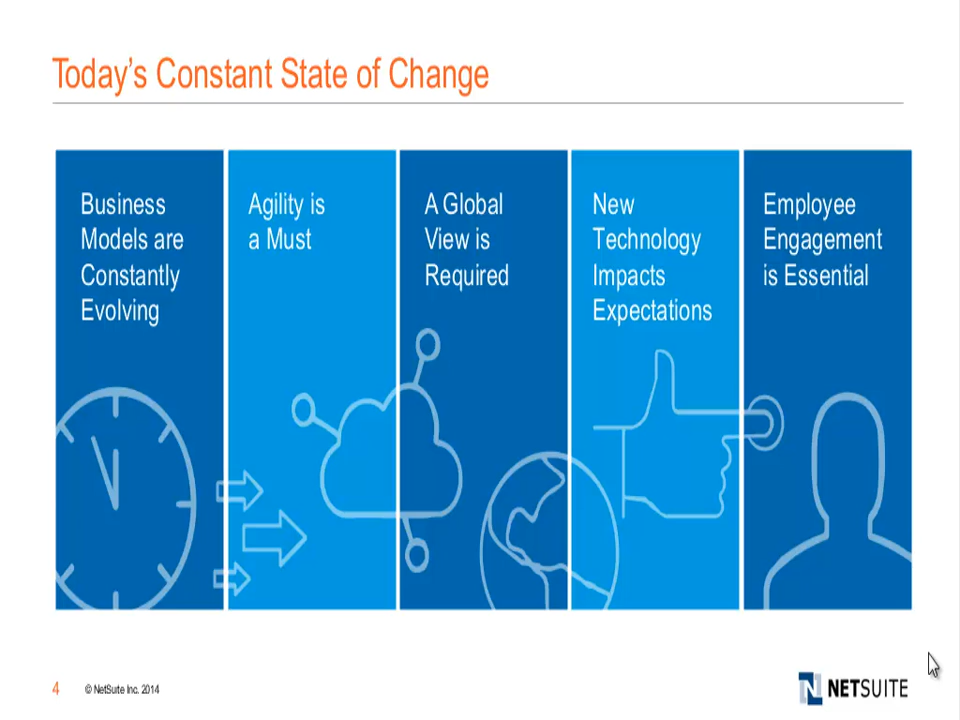 Today's Constant State of Change
Business
Models are
Constantly
Evolving
Agility is
a Must
A Global
View is
Required
New
Technology
Impacts
Expectations
Employee
Engagement
is Essential
4
© NetSuite Inc. 2014
NETSUITE